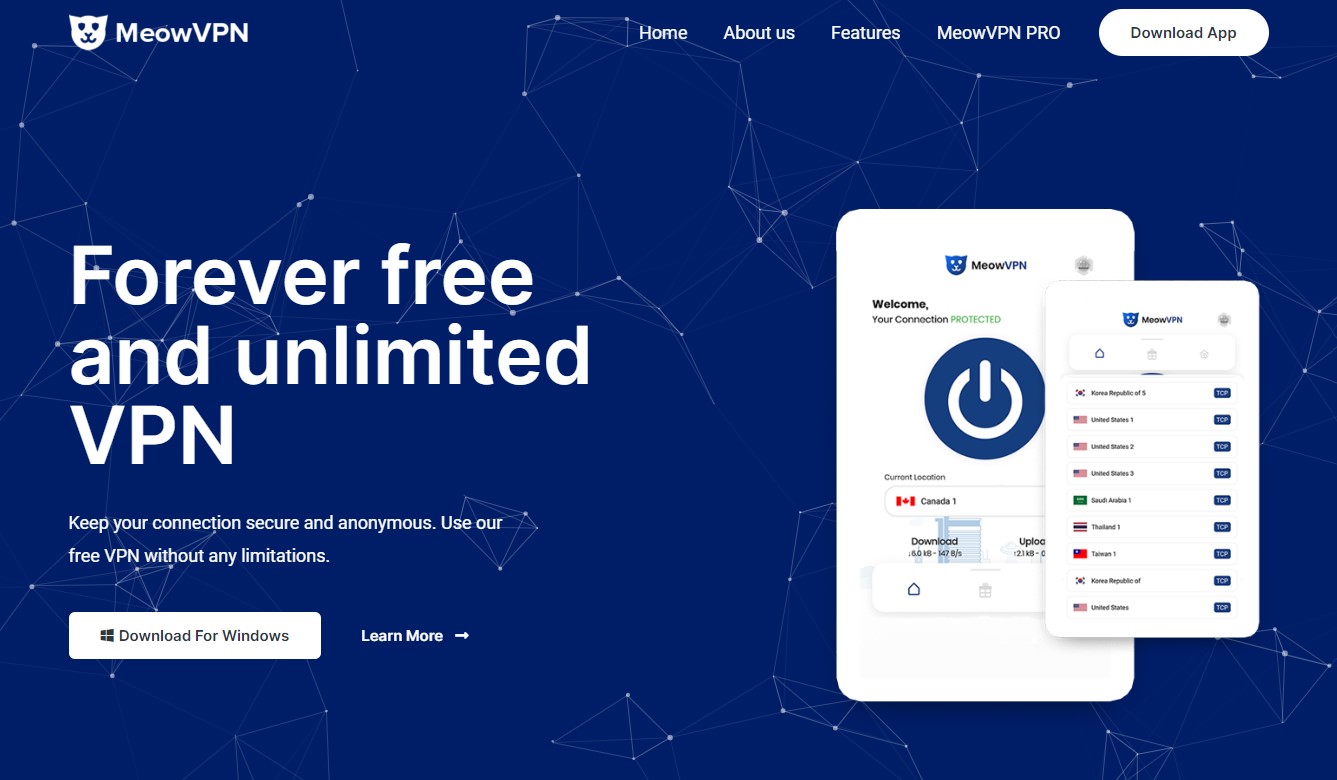 MeowVPN
Home
About us
Features
MeowVPN PRO
Download App
Forever free
and unlimited
VPN
Keep your connection secure and anonymous. Use our
free VPN without any limitations.
Download For Windows
Learn More
MeowVPN
Welcome,
Your Connection PROTECTED
Current Location
Canada 1
Download
Uploa
↓6.0 kB - 147 B/s
↑2.1 kB - 0
MeowVPN
Korea Republic of 5 TCP
United States 1 TCP
United States 2 TCP
United States 3 TCP
Saudi Arabia 1 TCP
Thailand 1 TCP
Taiwan 1 TCP
Korea Republic of TCP
United States TCP